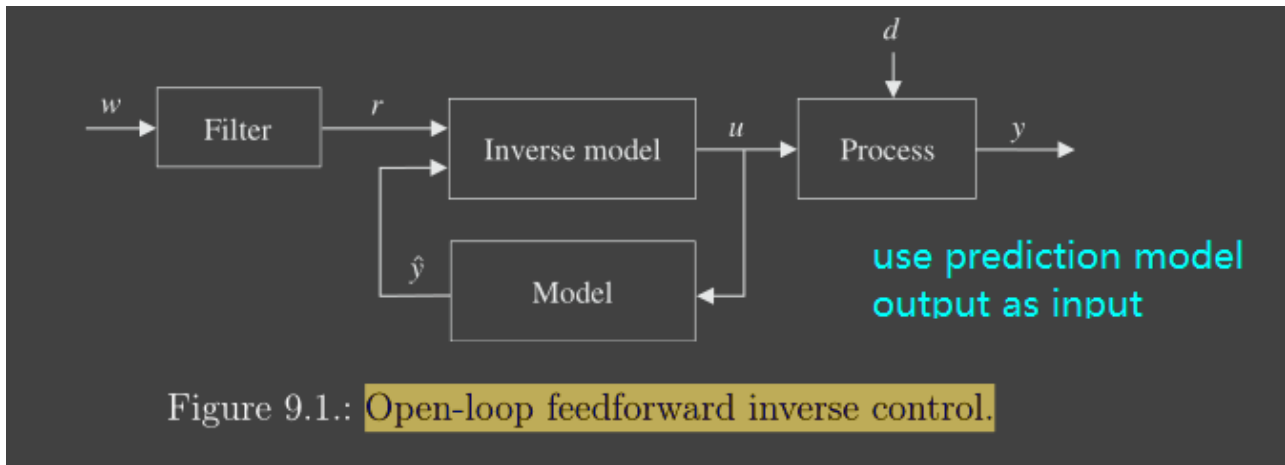 d
w
r
Filter
Inverse model
u
Process
y
ŷ
Model
use prediction model
output as input
Figure 9.1.: Open-loop feedforward inverse control.